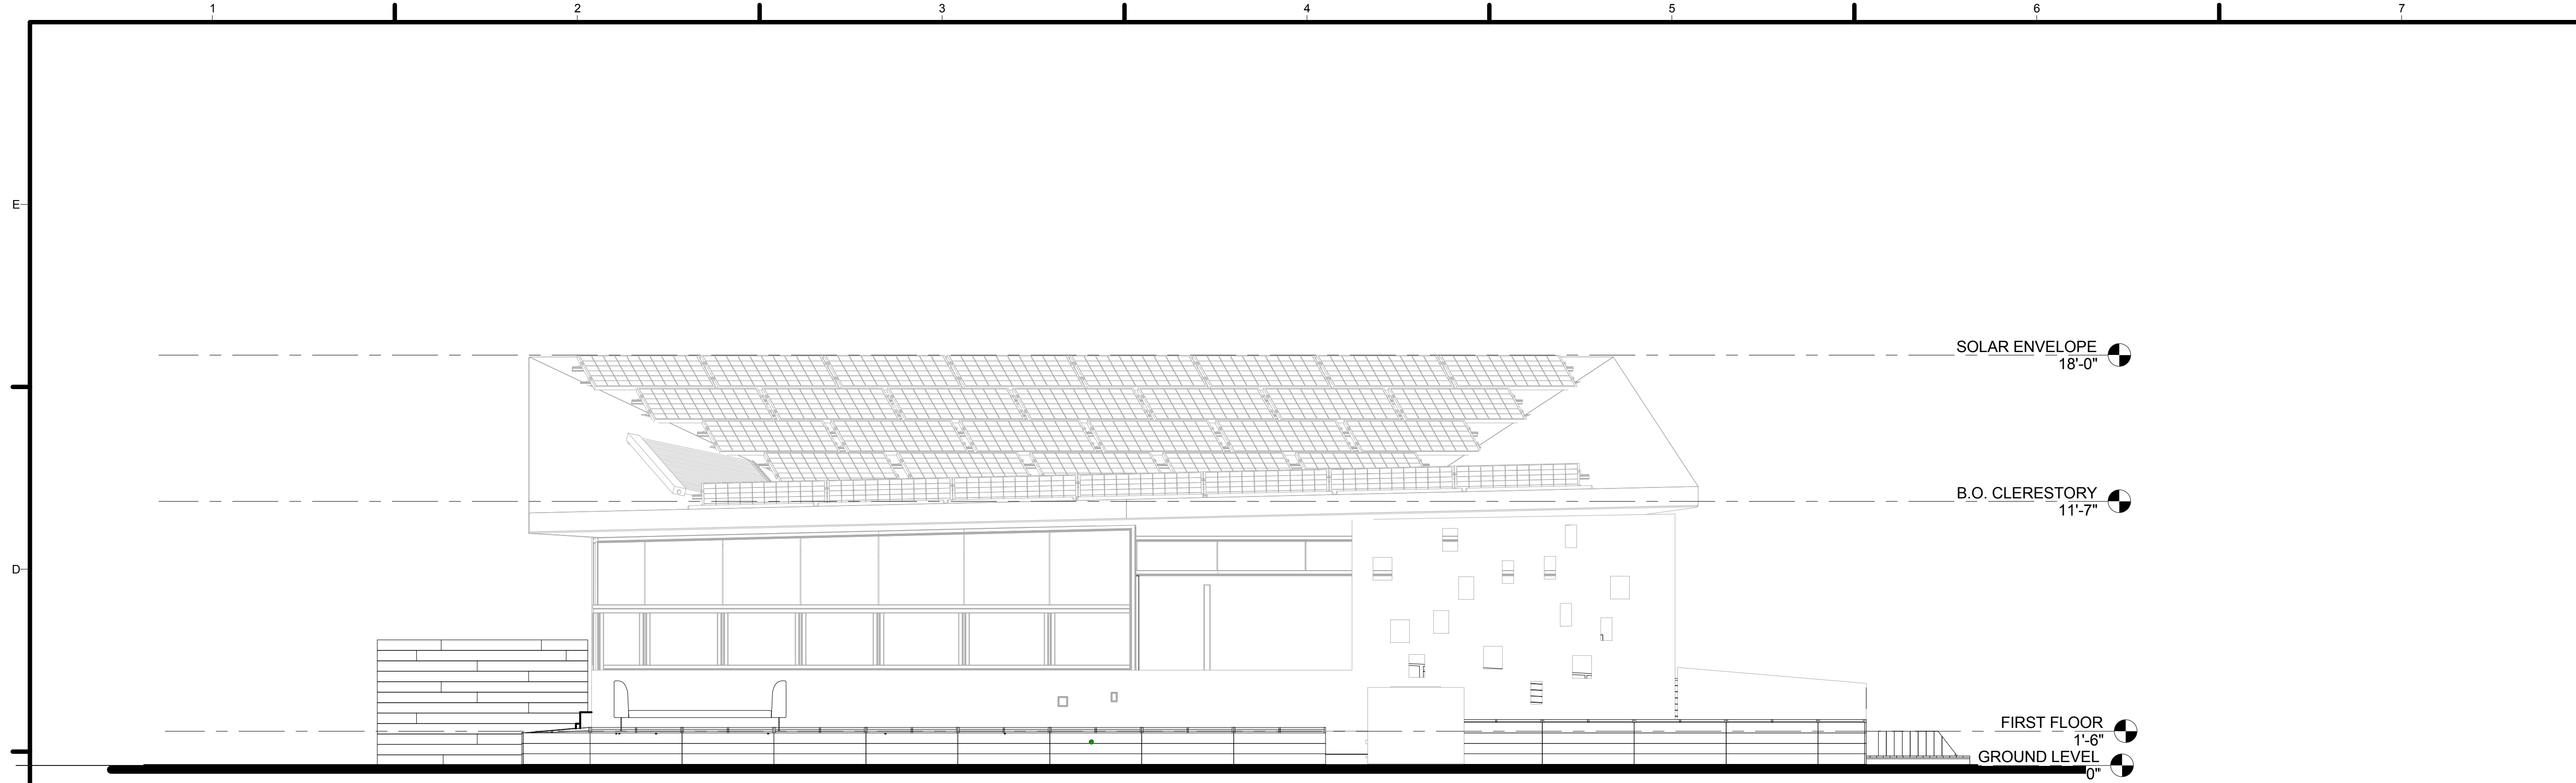 1 2 3 4 5 6 7
E
SOLAR ENVELOPE
18'-0"
B.O. CLERESTORY
11'-7"
D
FIRST FLOOR
1'-6"
GROUND LEVEL
0"